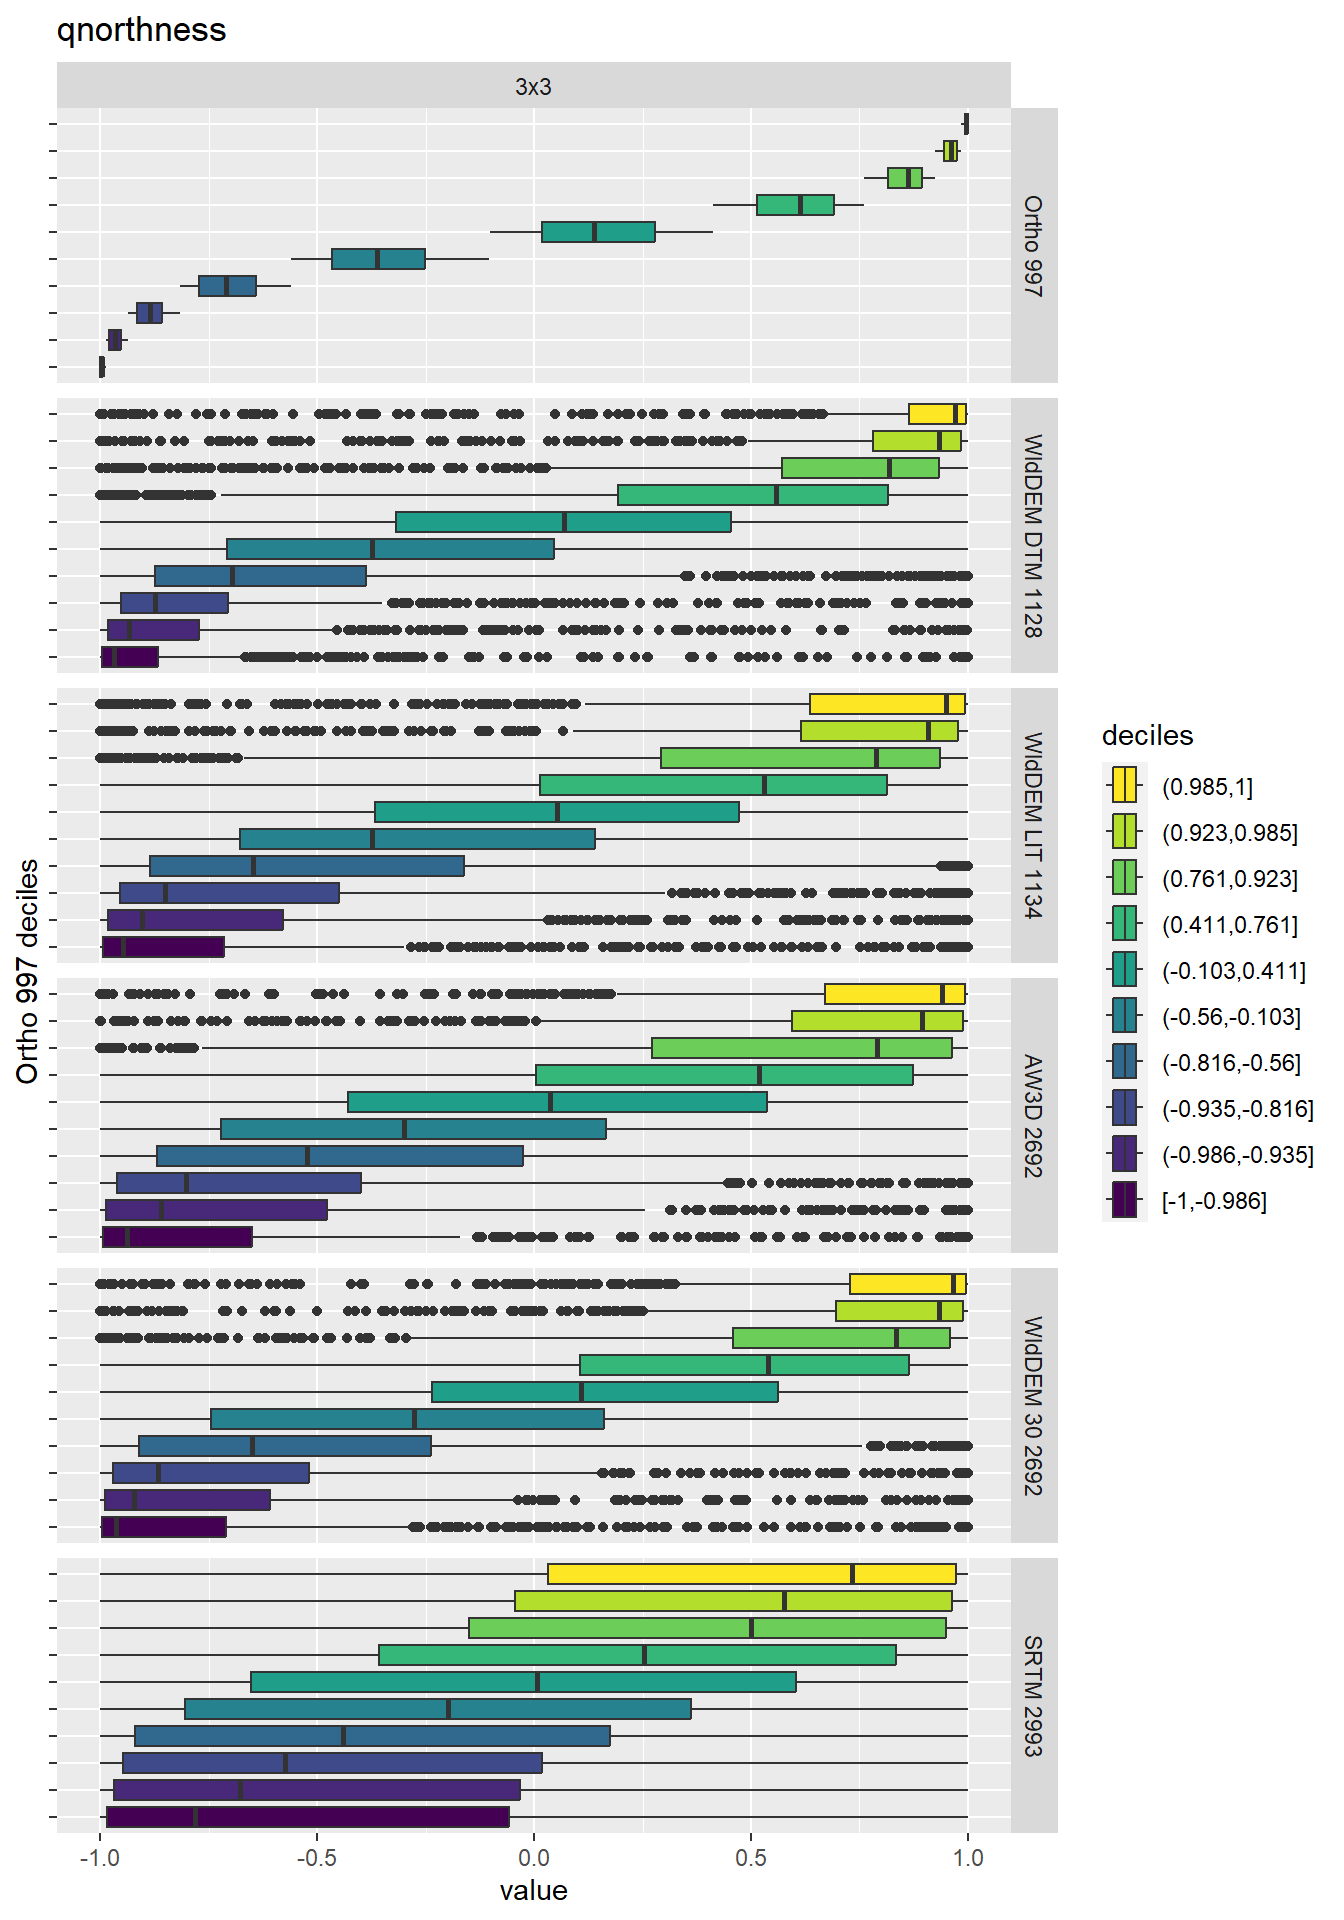 qnorthness
3x3
Ortho 997
WldDEM DTM 1128
WldDEM LIT 1134
AW3D 2692
WldDEM 30 2692
SRTM 2993
Ortho 997 deciles
-1.0
-0.5
0.0
0.5
1.0
value
deciles
(0.985,1]
(0.923,0.985]
(0.761,0.923]
(0.411,0.761]
(-0.103,0.411]
(-0.56,-0.103]
(-0.816,-0.56]
(-0.935,-0.816]
(-0.986,-0.935]
[-1,-0.986]